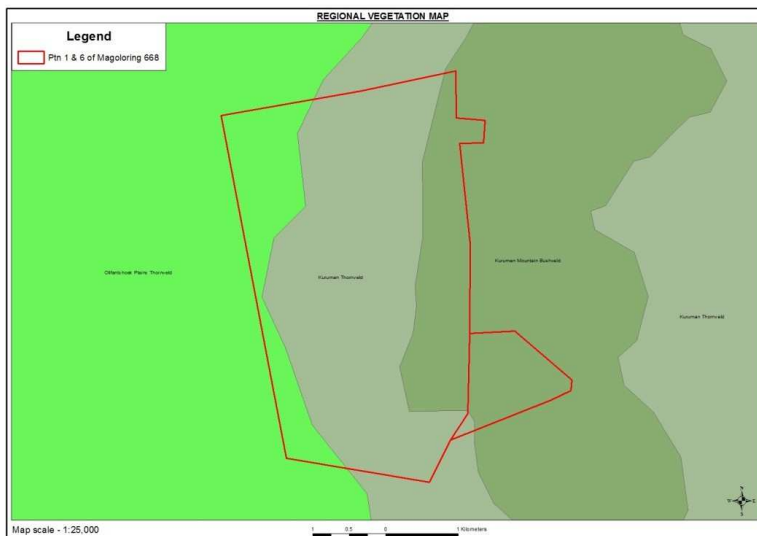 REGIONAL VEGETATION MAP
Legend
Ptn 1 & 6 of Magoloring 668
Olifantshoek Plains Thornveld
Kuruman Thornveld
Kuruman Mountain Bushveld
Kuruman Thornveld
N
W
E
S
Map scale - 1:25,000
1 0.5 0 1 Kilometers